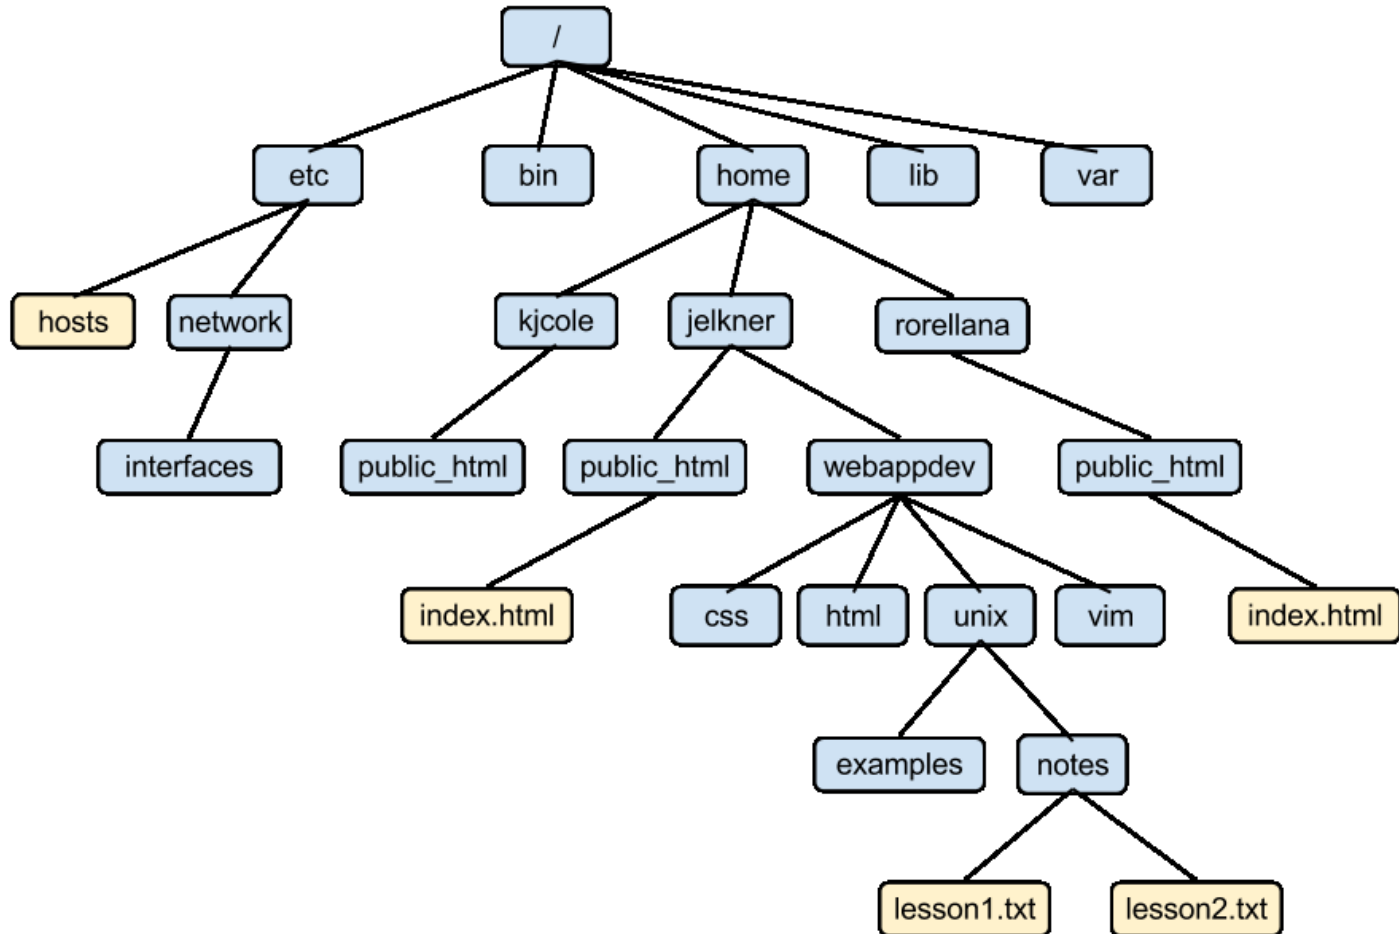 /
etc
bin
home
lib
var
hosts
network
kjcole
jelkner
rorellana
interfaces
public_html
public_html
webappdev
public_html
index.html
css
html
unix
vim
index.html
examples
notes
lesson1.txt
lesson2.txt